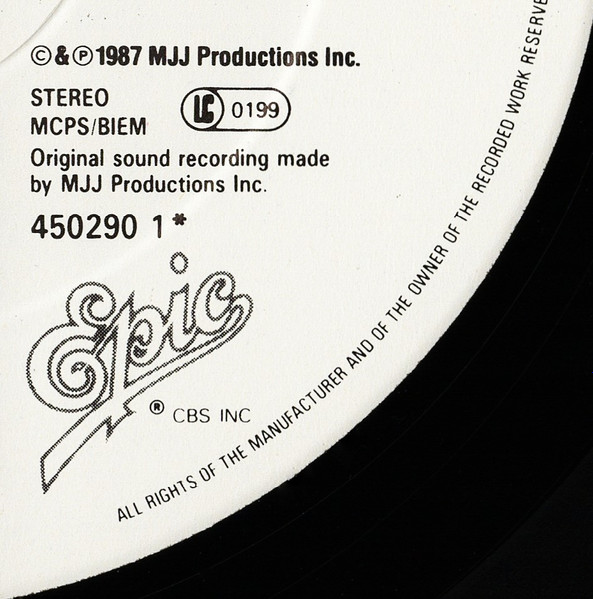 ©&℗1987 MJJ Productions Inc.
STEREO
LC 0199
MCPS/BIEM
Original sound recording made
by MJJ Productions Inc.
450290 1*
Epic
® CBS INC
ALL RIGHTS OF THE MANUFACTURER AND OF THE OWNER OF THE RECORDED WORK RESERVE